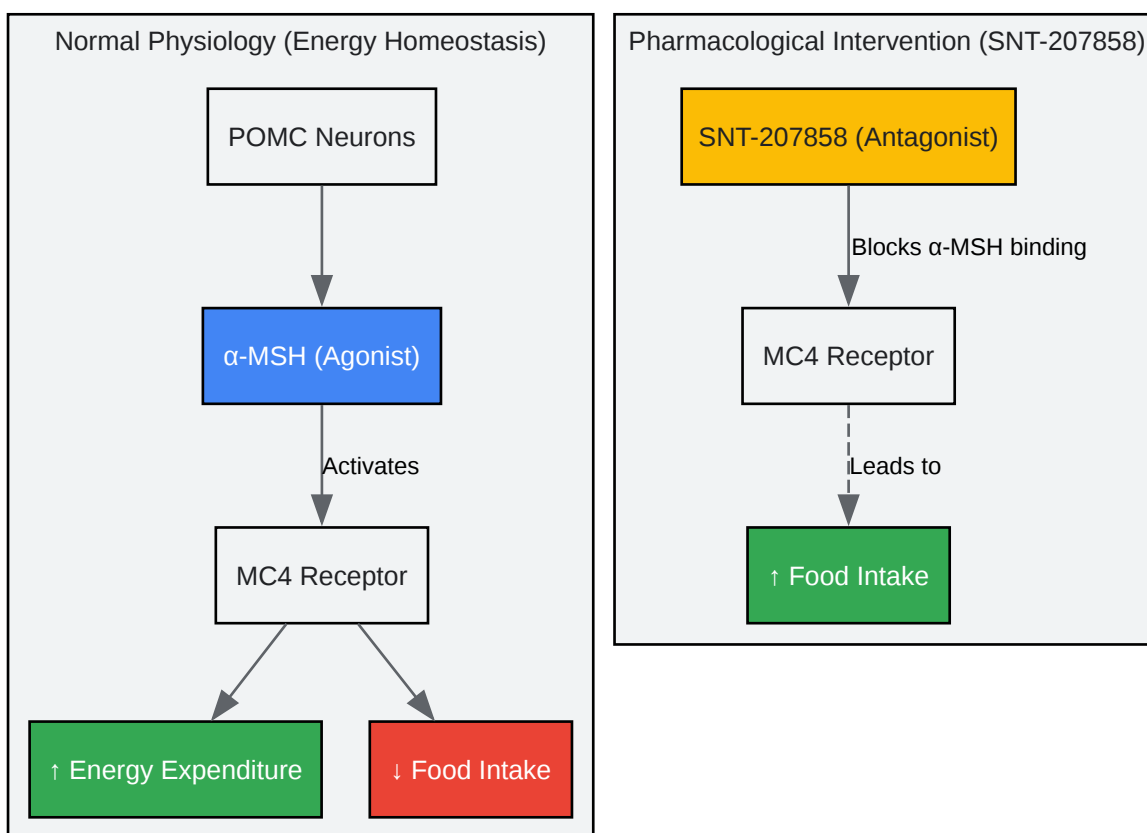 Normal Physiology (Energy Homeostasis)
POMC Neurons
α-MSH (Agonist)
Activates
MC4 Receptor
↑ Energy Expenditure
↓ Food Intake
Pharmacological Intervention (SNT-207858)
SNT-207858 (Antagonist)
Blocks α-MSH binding
MC4 Receptor
Leads to
↑ Food Intake